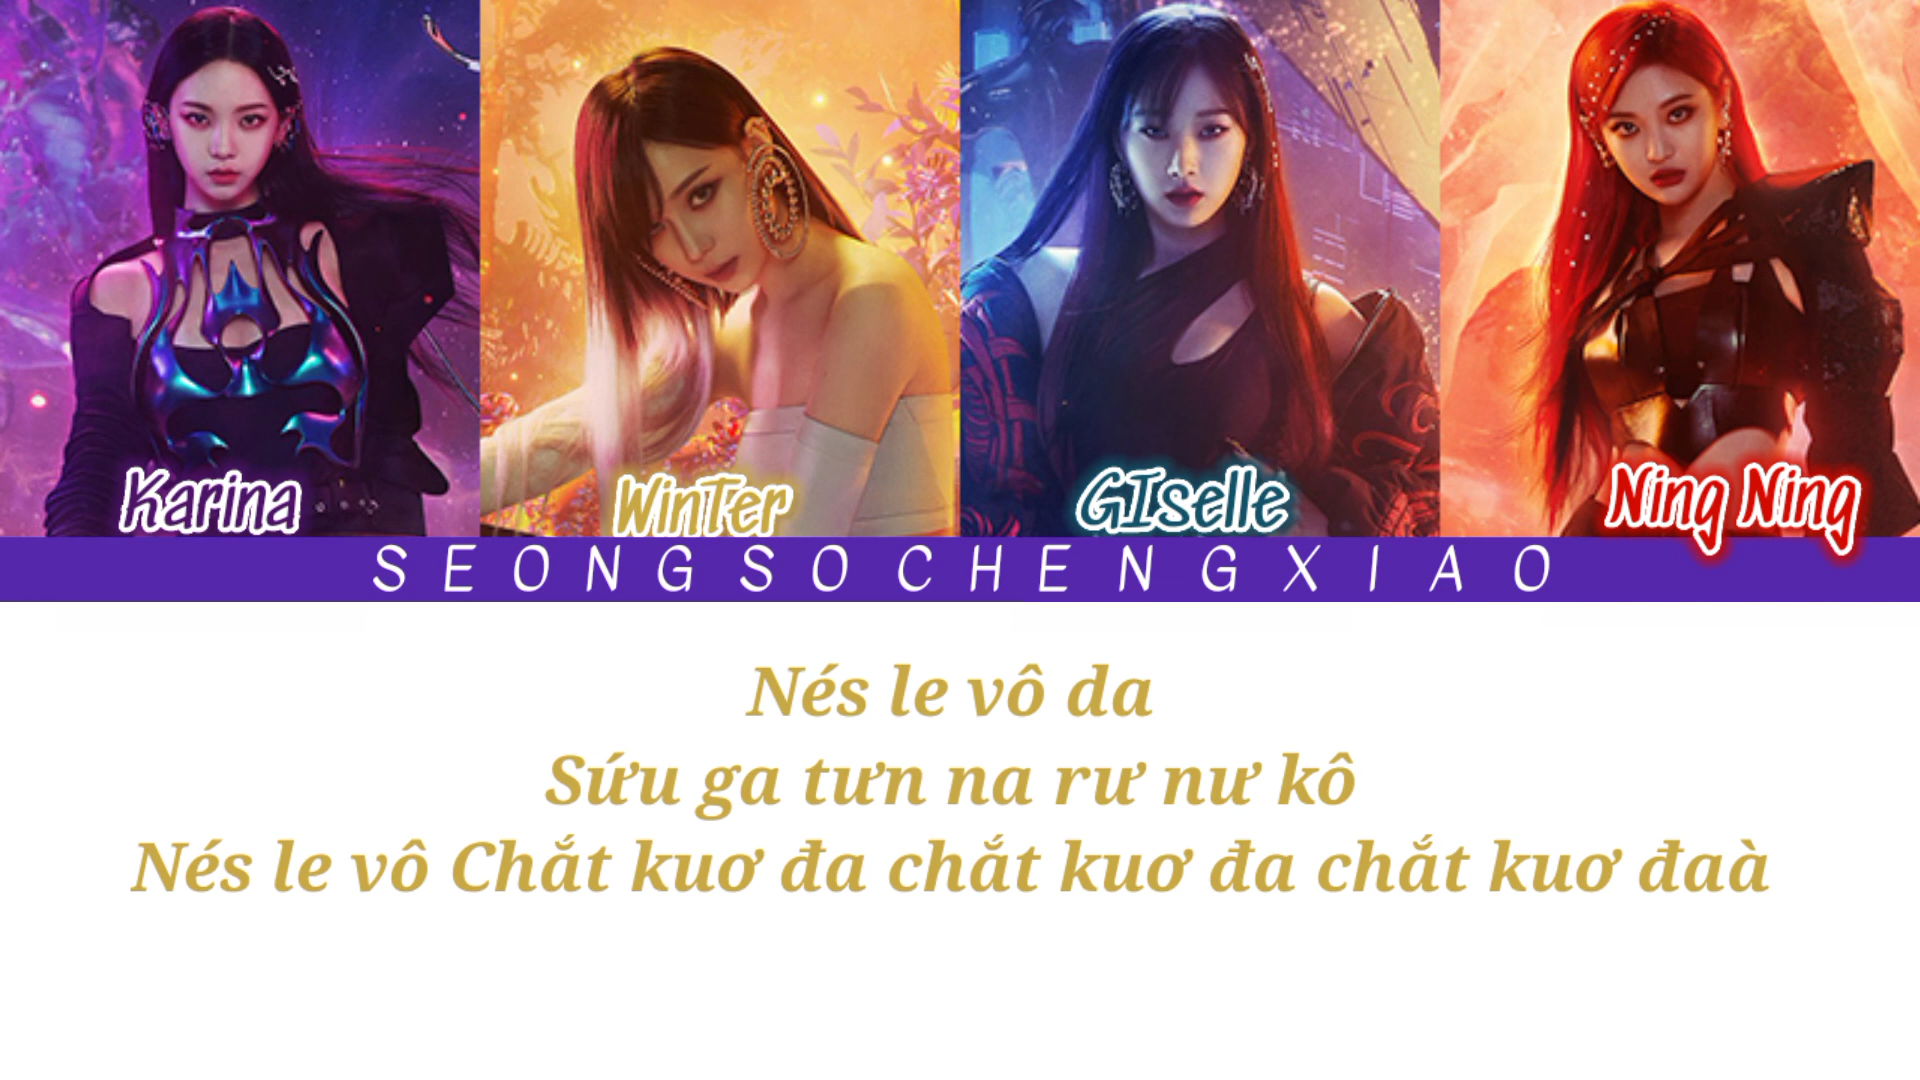 Karina
WinTer
GIselle
Ning Ning
SEONGSOCHENGXIAO
Nés le vô da
Sứu ga tưn na rư nư kô
Nés le vô Chắt kuơ đa chắt kuơ đa chắt kuơ đaà